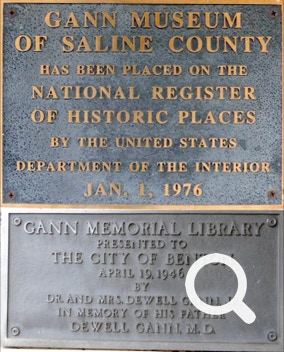 GANN MUSEUM
OF SALINE COUNTY
HAS BEEN PLACED ON THE
NATIONAL REGISTER
OF HISTORIC PLACES
BY THE UNITED STATES
DEPARTMENT OF THE INTERIOR
JAN. 1, 1976
GANN MEMORIAL LIBRARY
PRESENTED TO
THE CITY OF
APRIL 19, 1946
BY
DR. AND MRS. DEWELL GANN,
IN MEMORY OF HIS FATHER
DEWELL GANN, M.D.